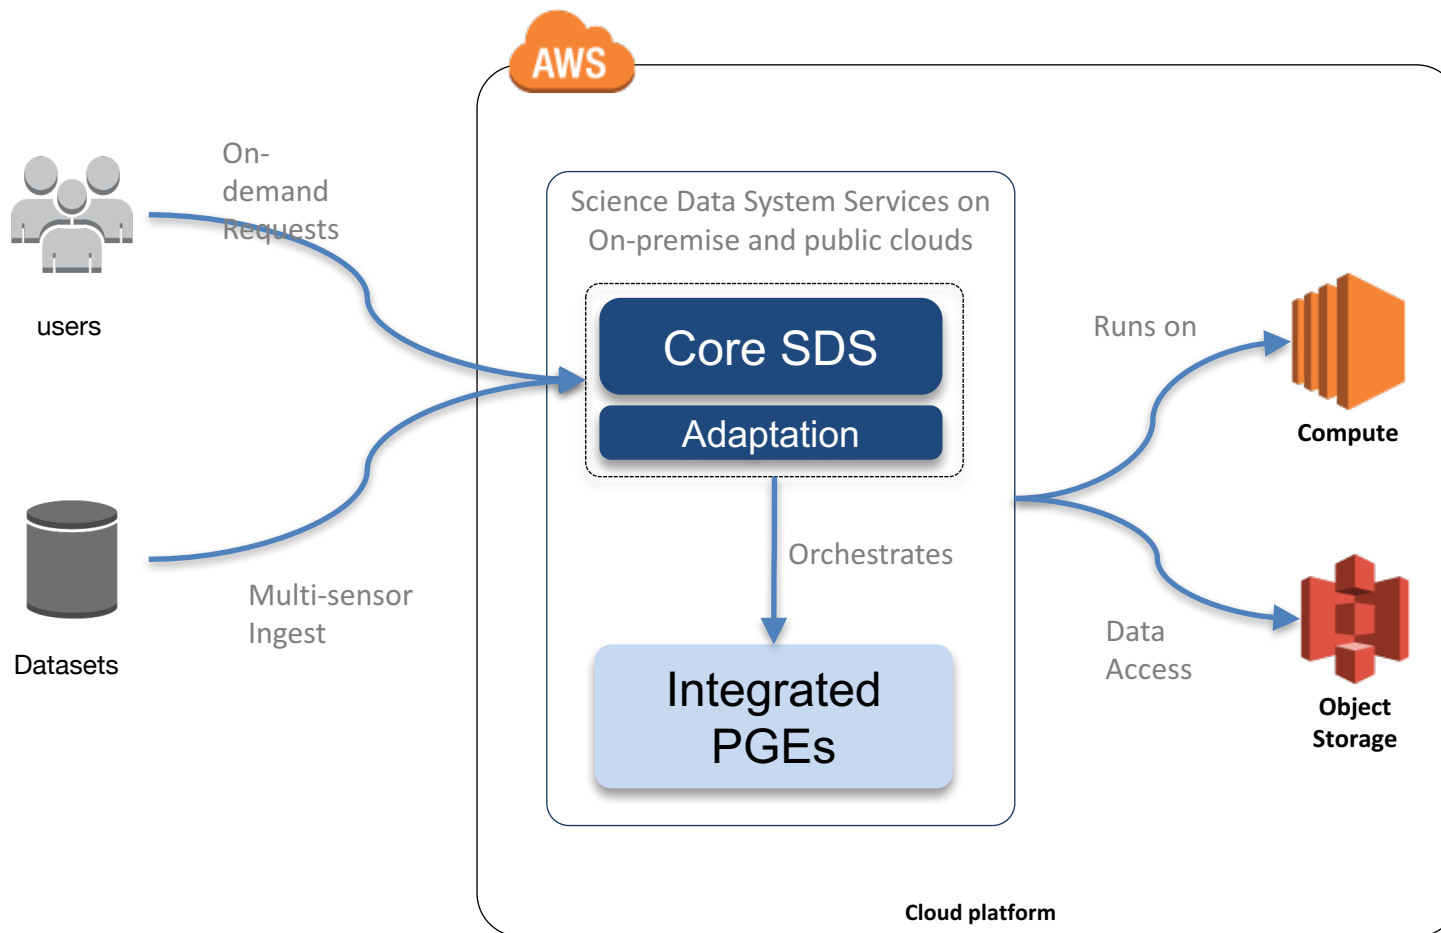 AWS
On-
demand
Requests
users
Science Data System Services on
On-premise and public clouds
Core SDS
Adaptation
Runs on
Compute
Orchestrates
Multi-sensor
Ingest
Datasets
Integrated
PGEs
Data
Access
Object
Storage
Cloud platform